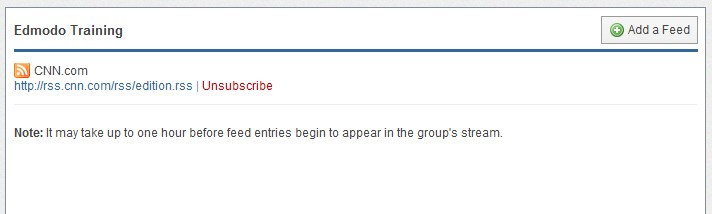 Edmodo Training
Add a Feed
CNN.com
http://rss.cnn.com/rss/edition.rss | Unsubscribe
Note: It may take up to one hour before feed entries begin to appear in the group's stream.